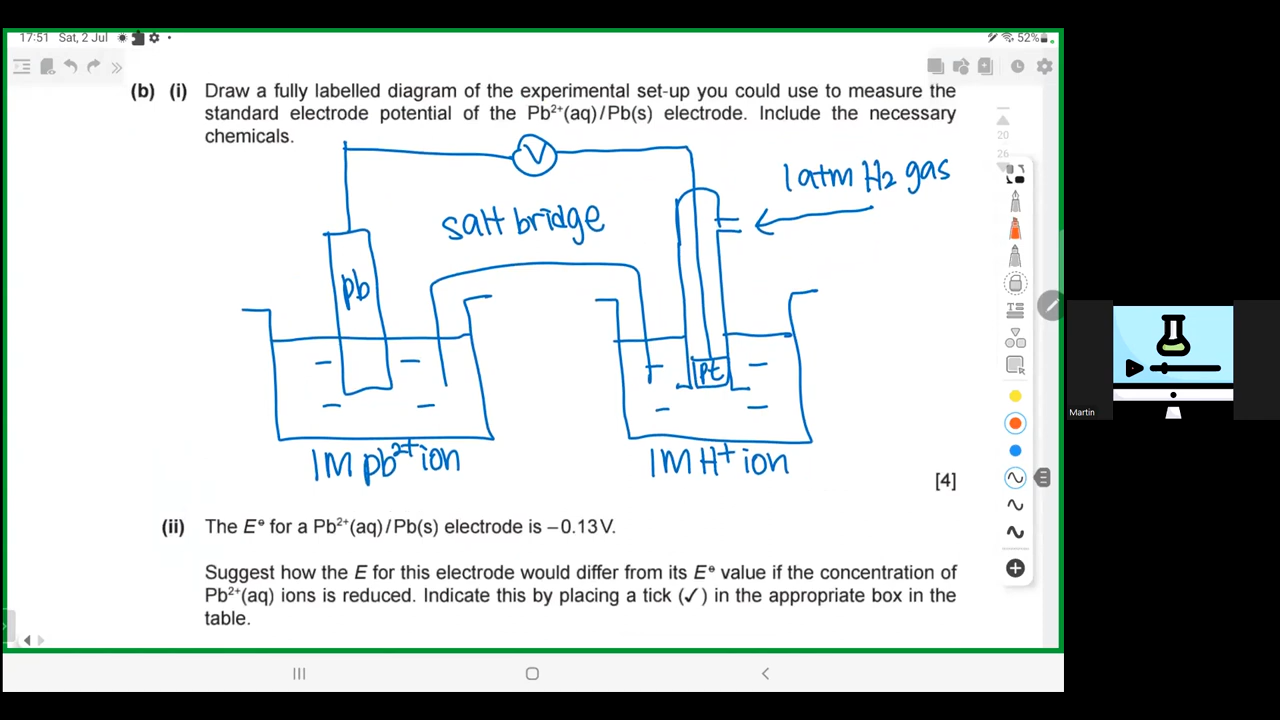 17:51 Sat, 2 Jul
52%
(b) (i) Draw a fully labelled diagram of the experimental set-up you could use to measure the
standard electrode potential of the Pb²⁺(aq)/Pb(s) electrode. Include the necessary
chemicals.
V
1atm H₂ gas
salt bridge
pb
pt
1M pb²⁺ ion
1M H⁺ ion
[4]
(ii) The E° for a Pb²⁺(aq)/Pb(s) electrode is –0.13V.
Suggest how the E for this electrode would differ from its E° value if the concentration of
Pb²⁺(aq) ions is reduced. Indicate this by placing a tick (✓) in the appropriate box in the
table.
20
26
Martin